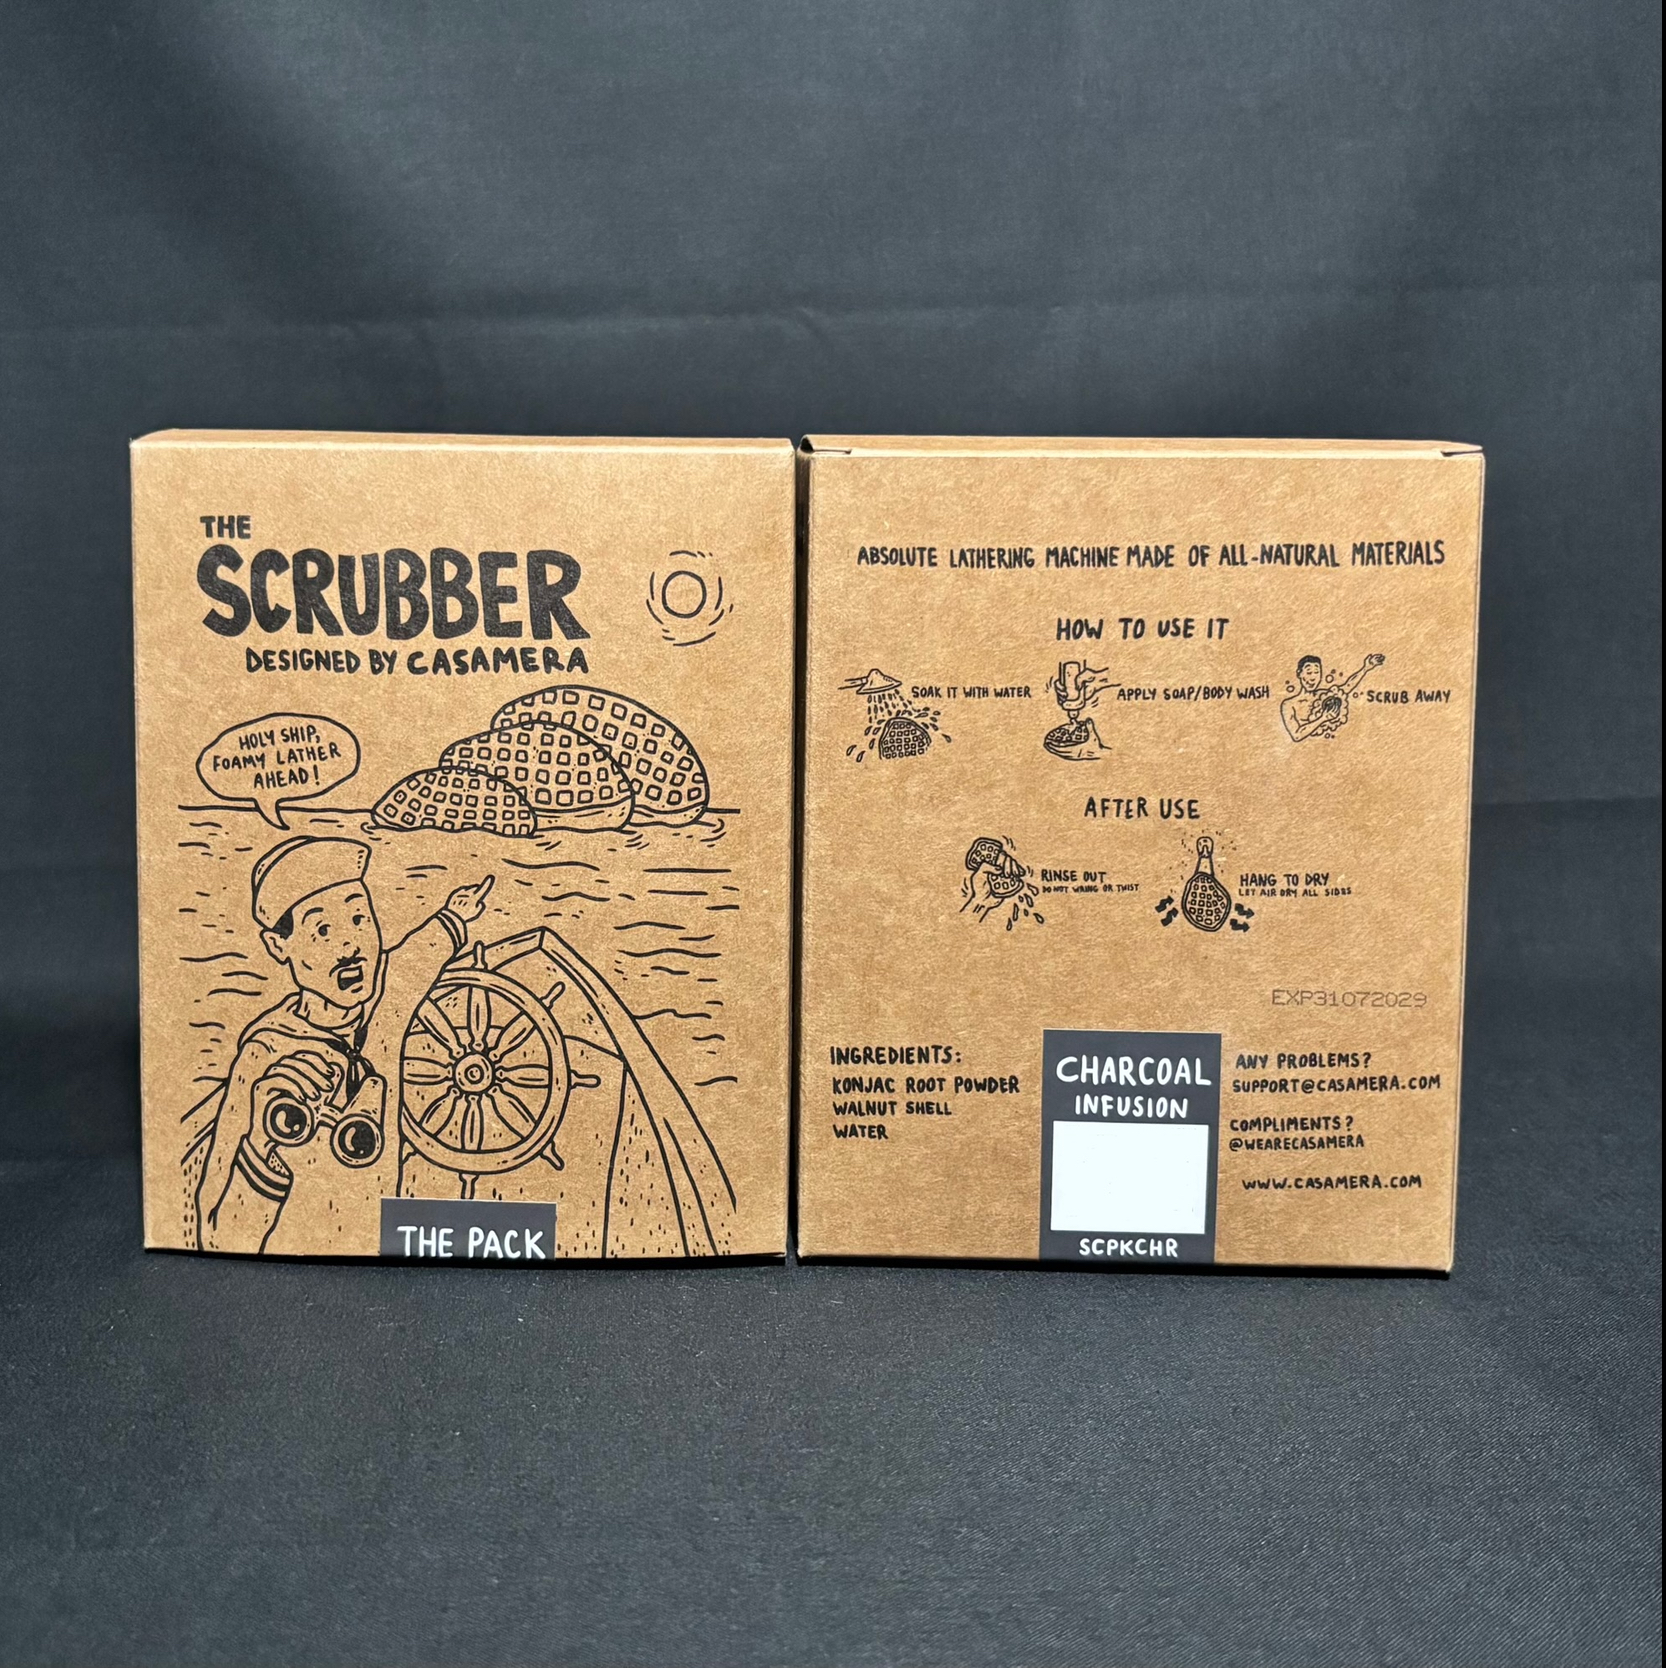 THE
SCRUBBER
DESIGNED BY CASAMERA
HOLY SHIP,
FOAMY LATHER
AHEAD!
THE PACK
ABSOLUTE LATHERING MACHINE MADE OF ALL-NATURAL MATERIALS
HOW TO USE IT
SOAK IT WITH WATER
APPLY SOAP/BODY WASH
SCRUB AWAY
AFTER USE
RINSE OUT
DO NOT WRING OR TWIST
HANG TO DRY
LET AIR DRY ALL SIDES
EXP31072029
INGREDIENTS:
KONJAC ROOT POWDER
WALNUT SHELL
WATER
CHARCOAL
INFUSION
SCPKCHR
ANY PROBLEMS?
SUPPORT@CASAMERA.COM
COMPLIMENTS?
@WEARECASAMERA
WWW.CASAMERA.COM